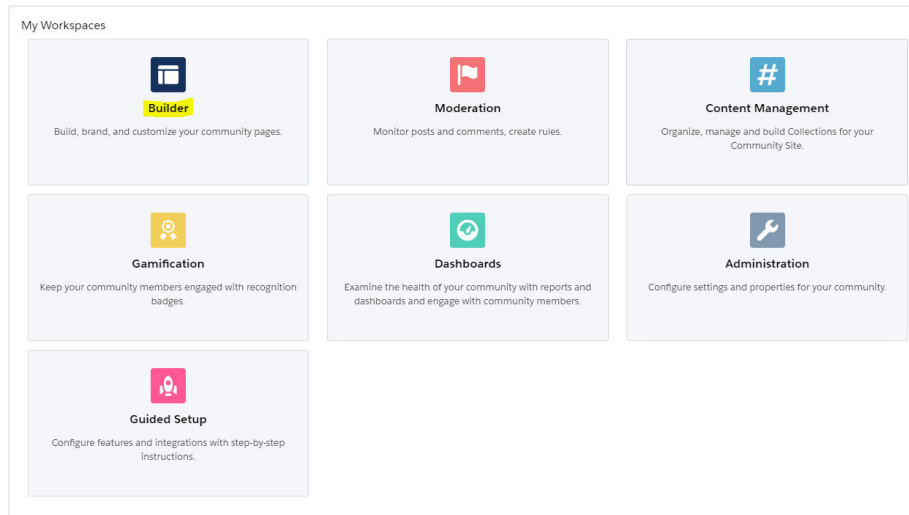 My Workspaces
Builder
Build, brand, and customize your community pages.
Moderation
Monitor posts and comments, create rules.
Content Management
Organize, manage and build Collections for your
Community Site.
Gamification
Keep your community members engaged with recognition
badges.
Dashboards
Examine the health of your community with reports and
dashboards and engage with community members.
Administration
Configure settings and properties for your community.
Guided Setup
Configure features and integrations with step-by-step
instructions.